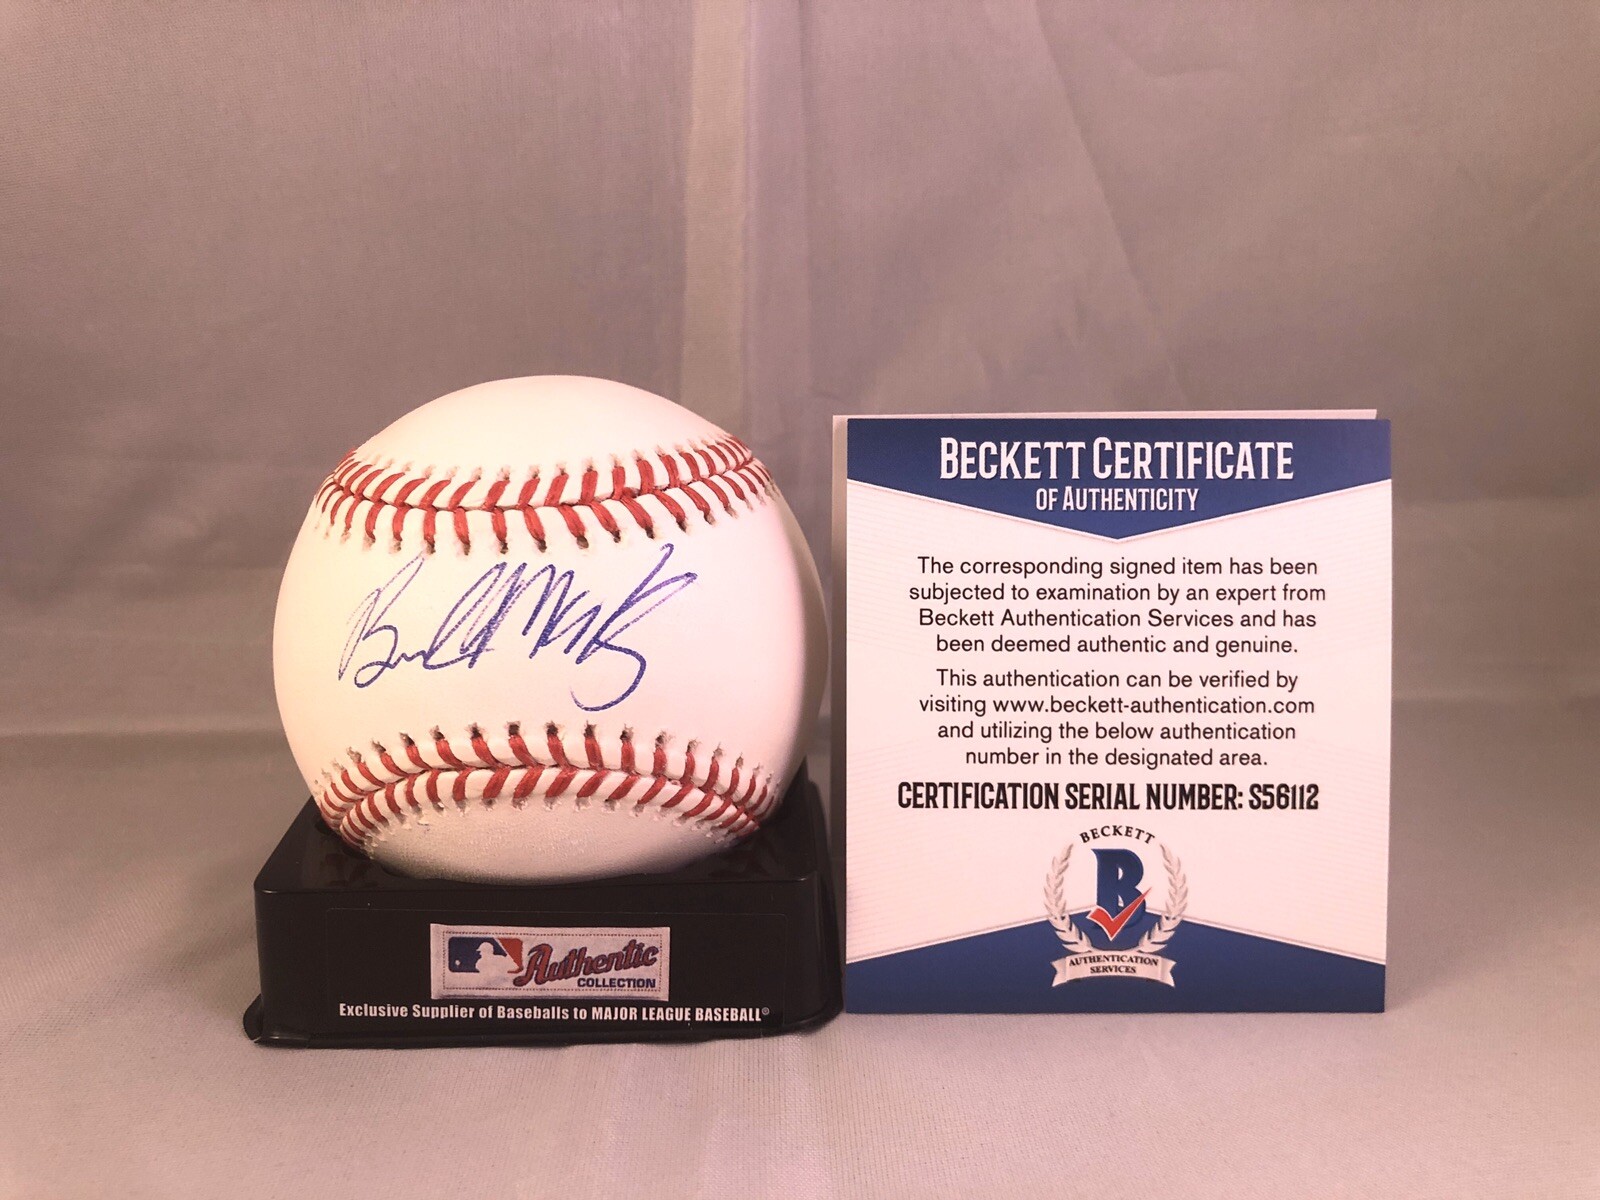 BECKETT CERTIFICATE
OF AUTHENTICITY
The corresponding signed item has been
subjected to examination by an expert from
Beckett Authentication Services and has
been deemed authentic and genuine.
This authentication can be verified by
visiting www.beckett-authentication.com
and utilizing the below authentication
number in the designated area.
CERTIFICATION SERIAL NUMBER: S56112
BECKETT
B
AUTHENTICATION
SERVICES
Authentic
COLLECTION
Exclusive Supplier of Baseballs to MAJOR LEAGUE BASEBALL®